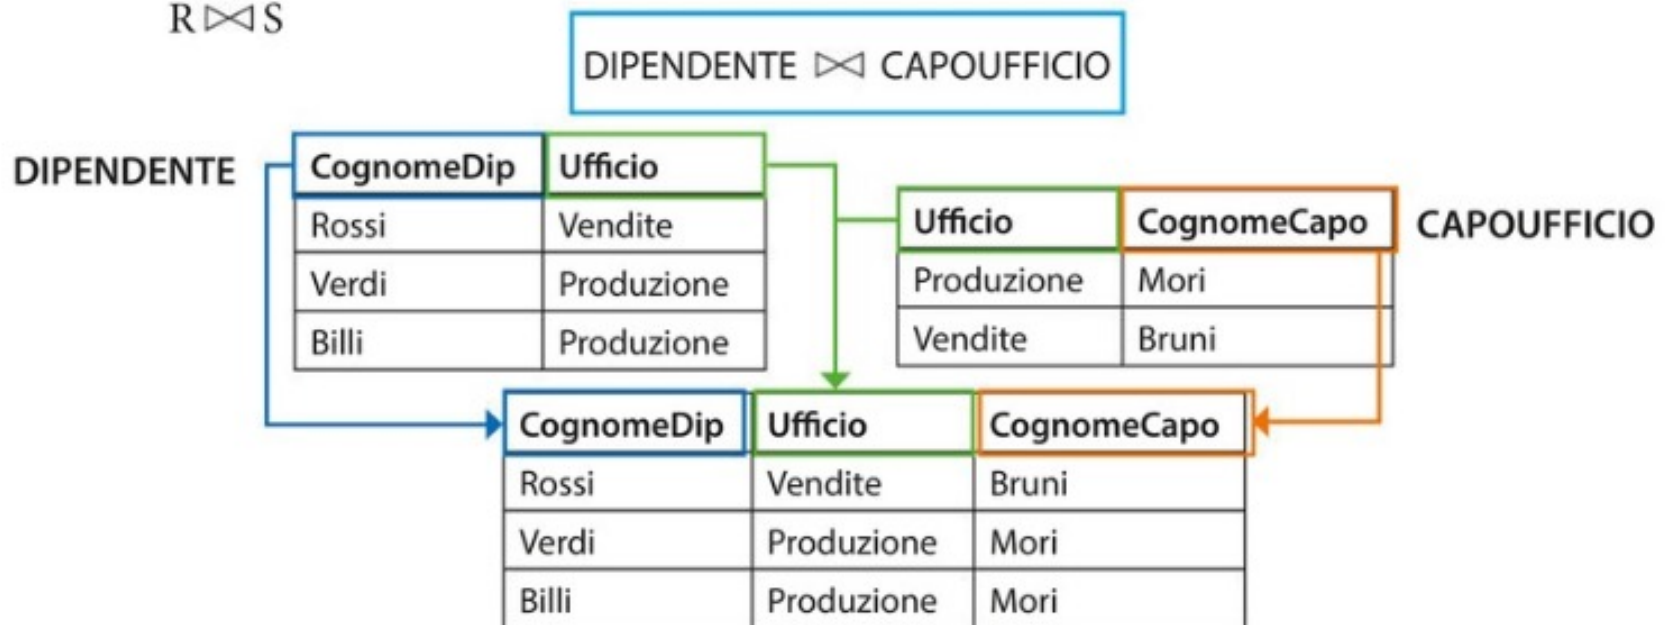 R ⋈ S
DIPENDENTE ⋈ CAPOUFFICIO
DIPENDENTE
CognomeDip Ufficio
Rossi Vendite
Verdi Produzione
Billi Produzione
Ufficio CognomeCapo
Produzione Mori
Vendite Bruni
CAPOUFFICIO
CognomeDip Ufficio CognomeCapo
Rossi Vendite Bruni
Verdi Produzione Mori
Billi Produzione Mori